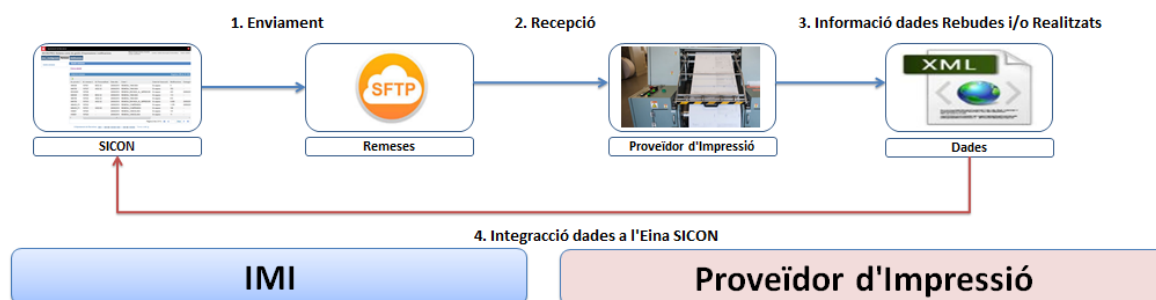 1. Enviament
2. Recepció
3. Informació dades Rebudes i/o Realitzats
SFTP
XML
SICON
Remeses
Proveïdor d'Impressió
Dades
4. Integracció dades a l'Eina SICON
IMI
Proveïdor d'Impressió